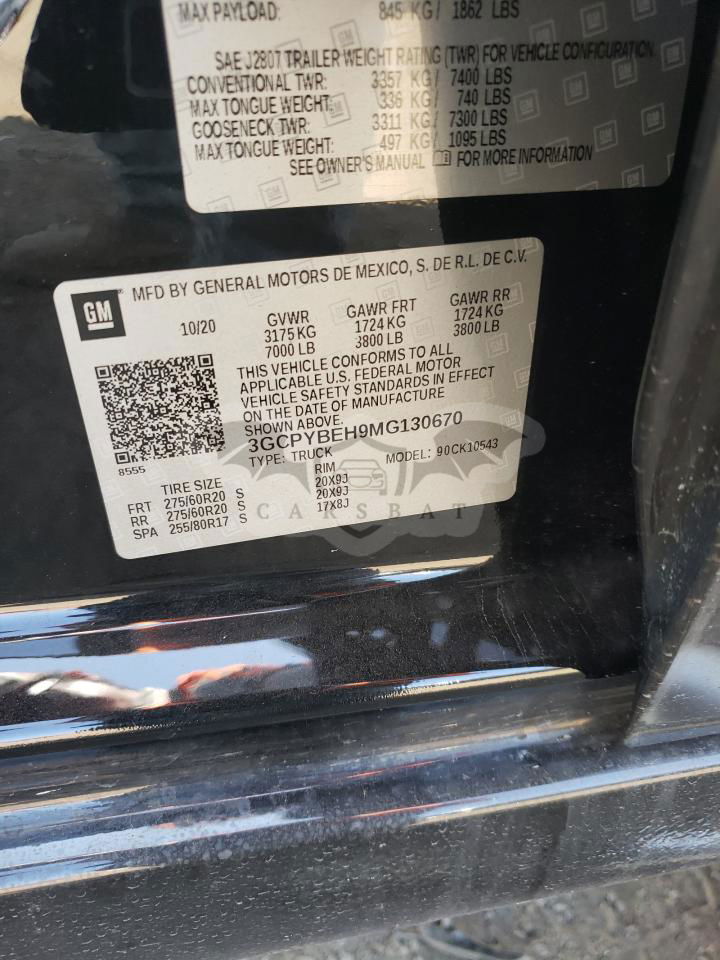 MAX PAYLOAD: 845 KG/ 1862 LBS
SAE J2807 TRAILER WEIGHT RATING (TWR) FOR VEHICLE CONFIGURATION.
CONVENTIONAL TWR: 3357 KG/ 7400 LBS
MAX TONGUE WEIGHT: 336 KG/ 740 LBS
GOOSENECK TWR: 3311 KG/ 7300 LBS
MAX TONGUE WEIGHT: 497 KG/ 1095 LBS
SEE OWNER'S MANUAL FOR MORE INFORMATION
GM MFD BY GENERAL MOTORS DE MEXICO, S. DE R.L. DE C.V.
10/20 GVWR GAWR FRT GAWR RR
3175 KG 1724 KG 1724 KG
7000 LB 3800 LB 3800 LB
THIS VEHICLE CONFORMS TO ALL
APPLICABLE U.S. FEDERAL MOTOR
VEHICLE SAFETY STANDARDS IN EFFECT
ON THE DATE OF MANUFACTURE
SHOWN ABOVE.
3GCPYBEH9MG130670
8555 TYPE: TRUCK MODEL: 90CK10543
TIRE SIZE RIM
FRT 275/60R20 S 20X9J
RR 275/60R20 S 20X9J
SPA 255/80R17 S 17X8J
CARSBAT